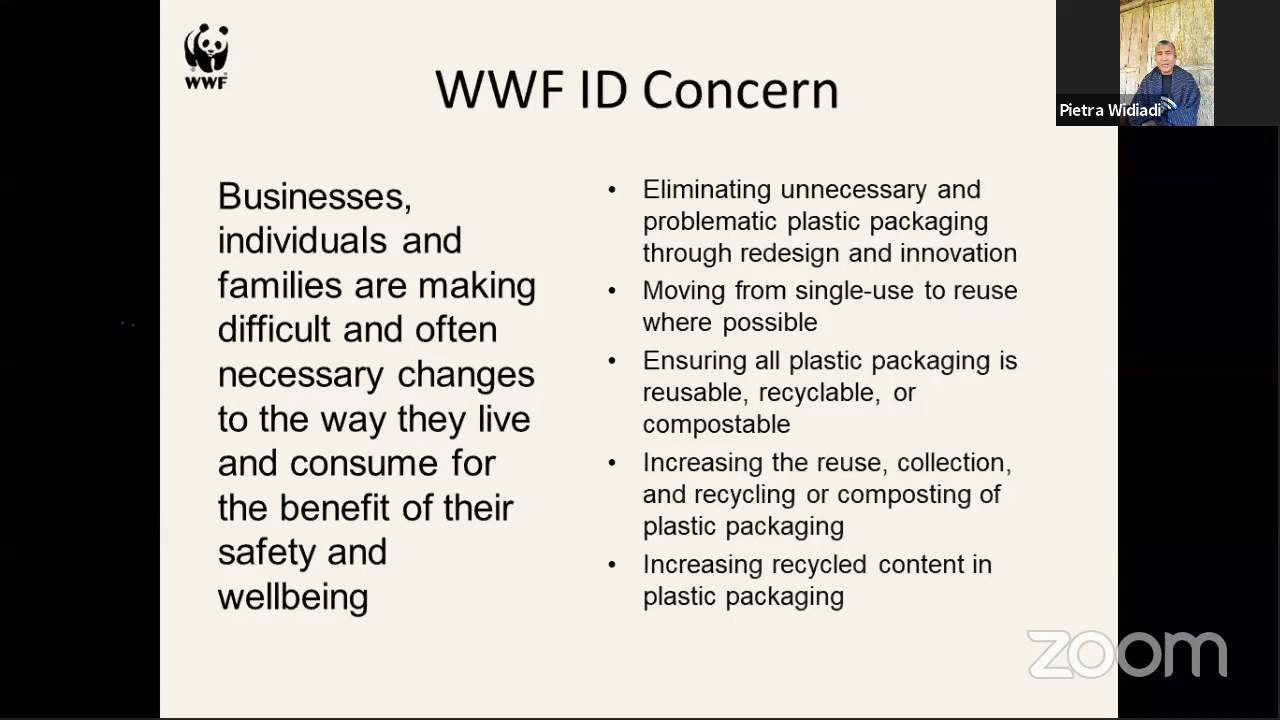 WWF
WWF ID Concern
Pietra Widiadi
Businesses,
individuals and
families are making
difficult and often
necessary changes
to the way they live
and consume for
the benefit of their
safety and
wellbeing
• Eliminating unnecessary and
problematic plastic packaging
through redesign and innovation
• Moving from single-use to reuse
where possible
• Ensuring all plastic packaging is
reusable, recyclable, or
compostable
• Increasing the reuse, collection,
and recycling or composting of
plastic packaging
• Increasing recycled content in
plastic packaging
zoom